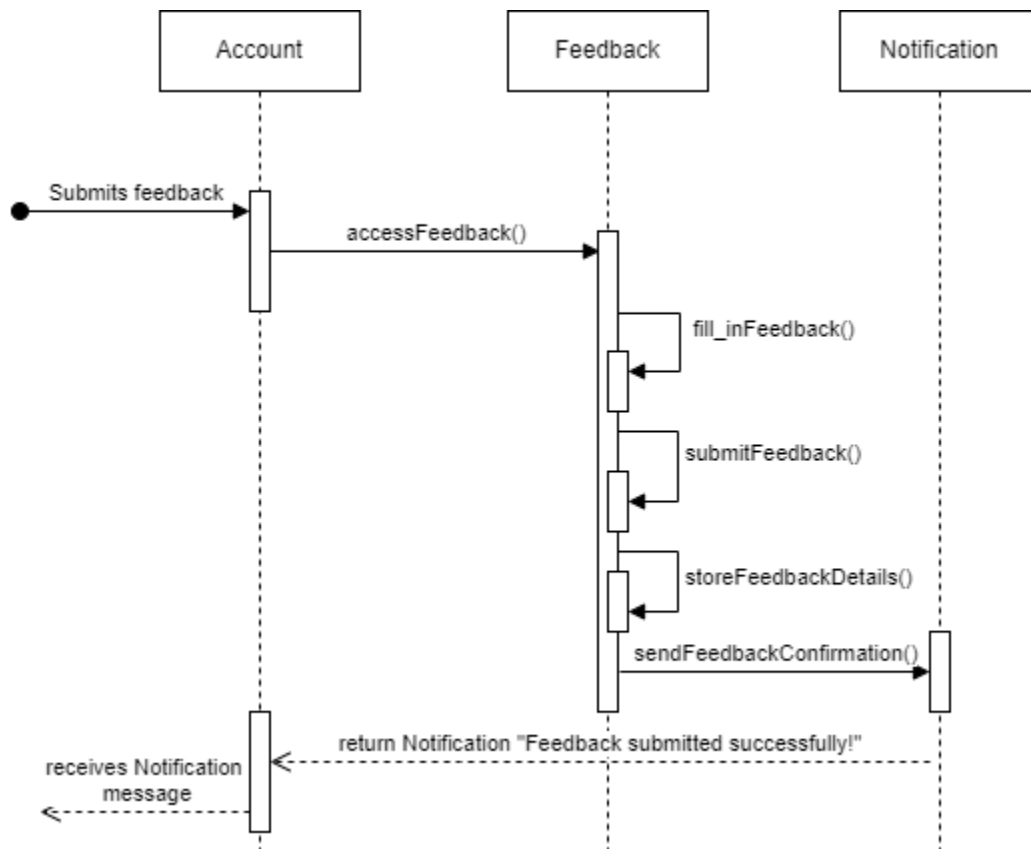 Account
Feedback
Notification
Submits feedback
accessFeedback()
fill_inFeedback()
submitFeedback()
storeFeedbackDetails()
sendFeedbackConfirmation()
return Notification "Feedback submitted successfully!"
receives Notification
message